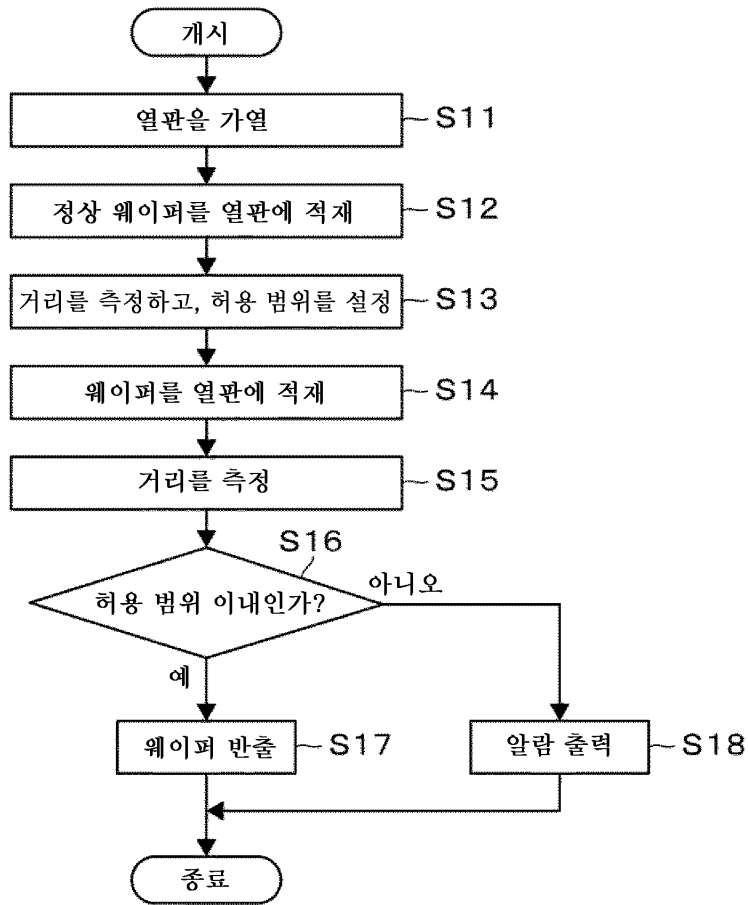 개시
열판을 가열 S11
정상 웨이퍼를 열판에 적재 S12
거리를 측정하고, 허용 범위를 설정 S13
웨이퍼를 열판에 적재 S14
거리를 측정 S15
S16
허용 범위 이내인가?
아니오
예
웨이퍼 반출 S17
알람 출력 S18
종료